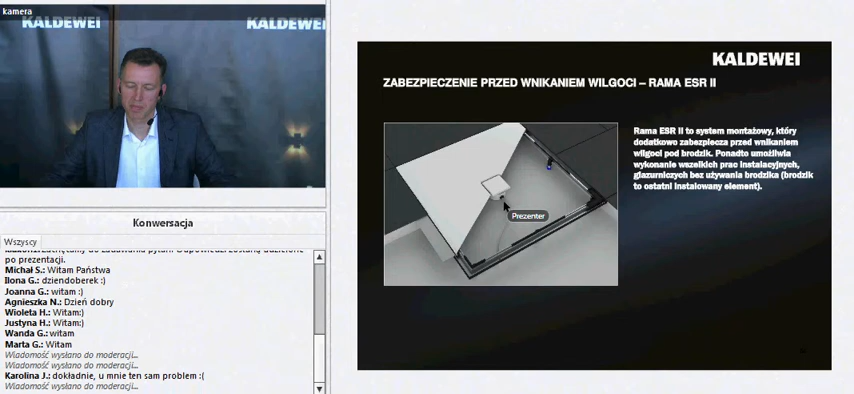 kamera
KALDEWEI
KALDEWEI
KALDEWEI
ZABEZPIECZENIE PRZED WNIKANIEM WILGOCI – RAMA ESR II
Rama ESR II to system montażowy, który
dodatkowo zabezpiecza przed wnikaniem
wilgoci pod brodzik. Ponadto umożliwia
wykonanie wszelkich prac instalacyjnych,
glazurniczych bez używania brodzika (brodzik
to ostatni instalowany element).
Prezenter
Konwersacja
Wszyscy
po prezentacji.
Michał S.: Witam Państwa
Ilona G.: dziendoberek :)
Joanna G.: witam :)
Agnieszka N.: Dzień dobry
Wioleta H.: Witam:)
Justyna H.: Witam:)
Wanda G.: witam
Marta G.: Witam
Wiadomość wysłano do moderacji...
Wiadomość wysłano do moderacji...
Karolina J.: dokładnie, u mnie ten sam problem :(
Wiadomość wysłano do moderacji...